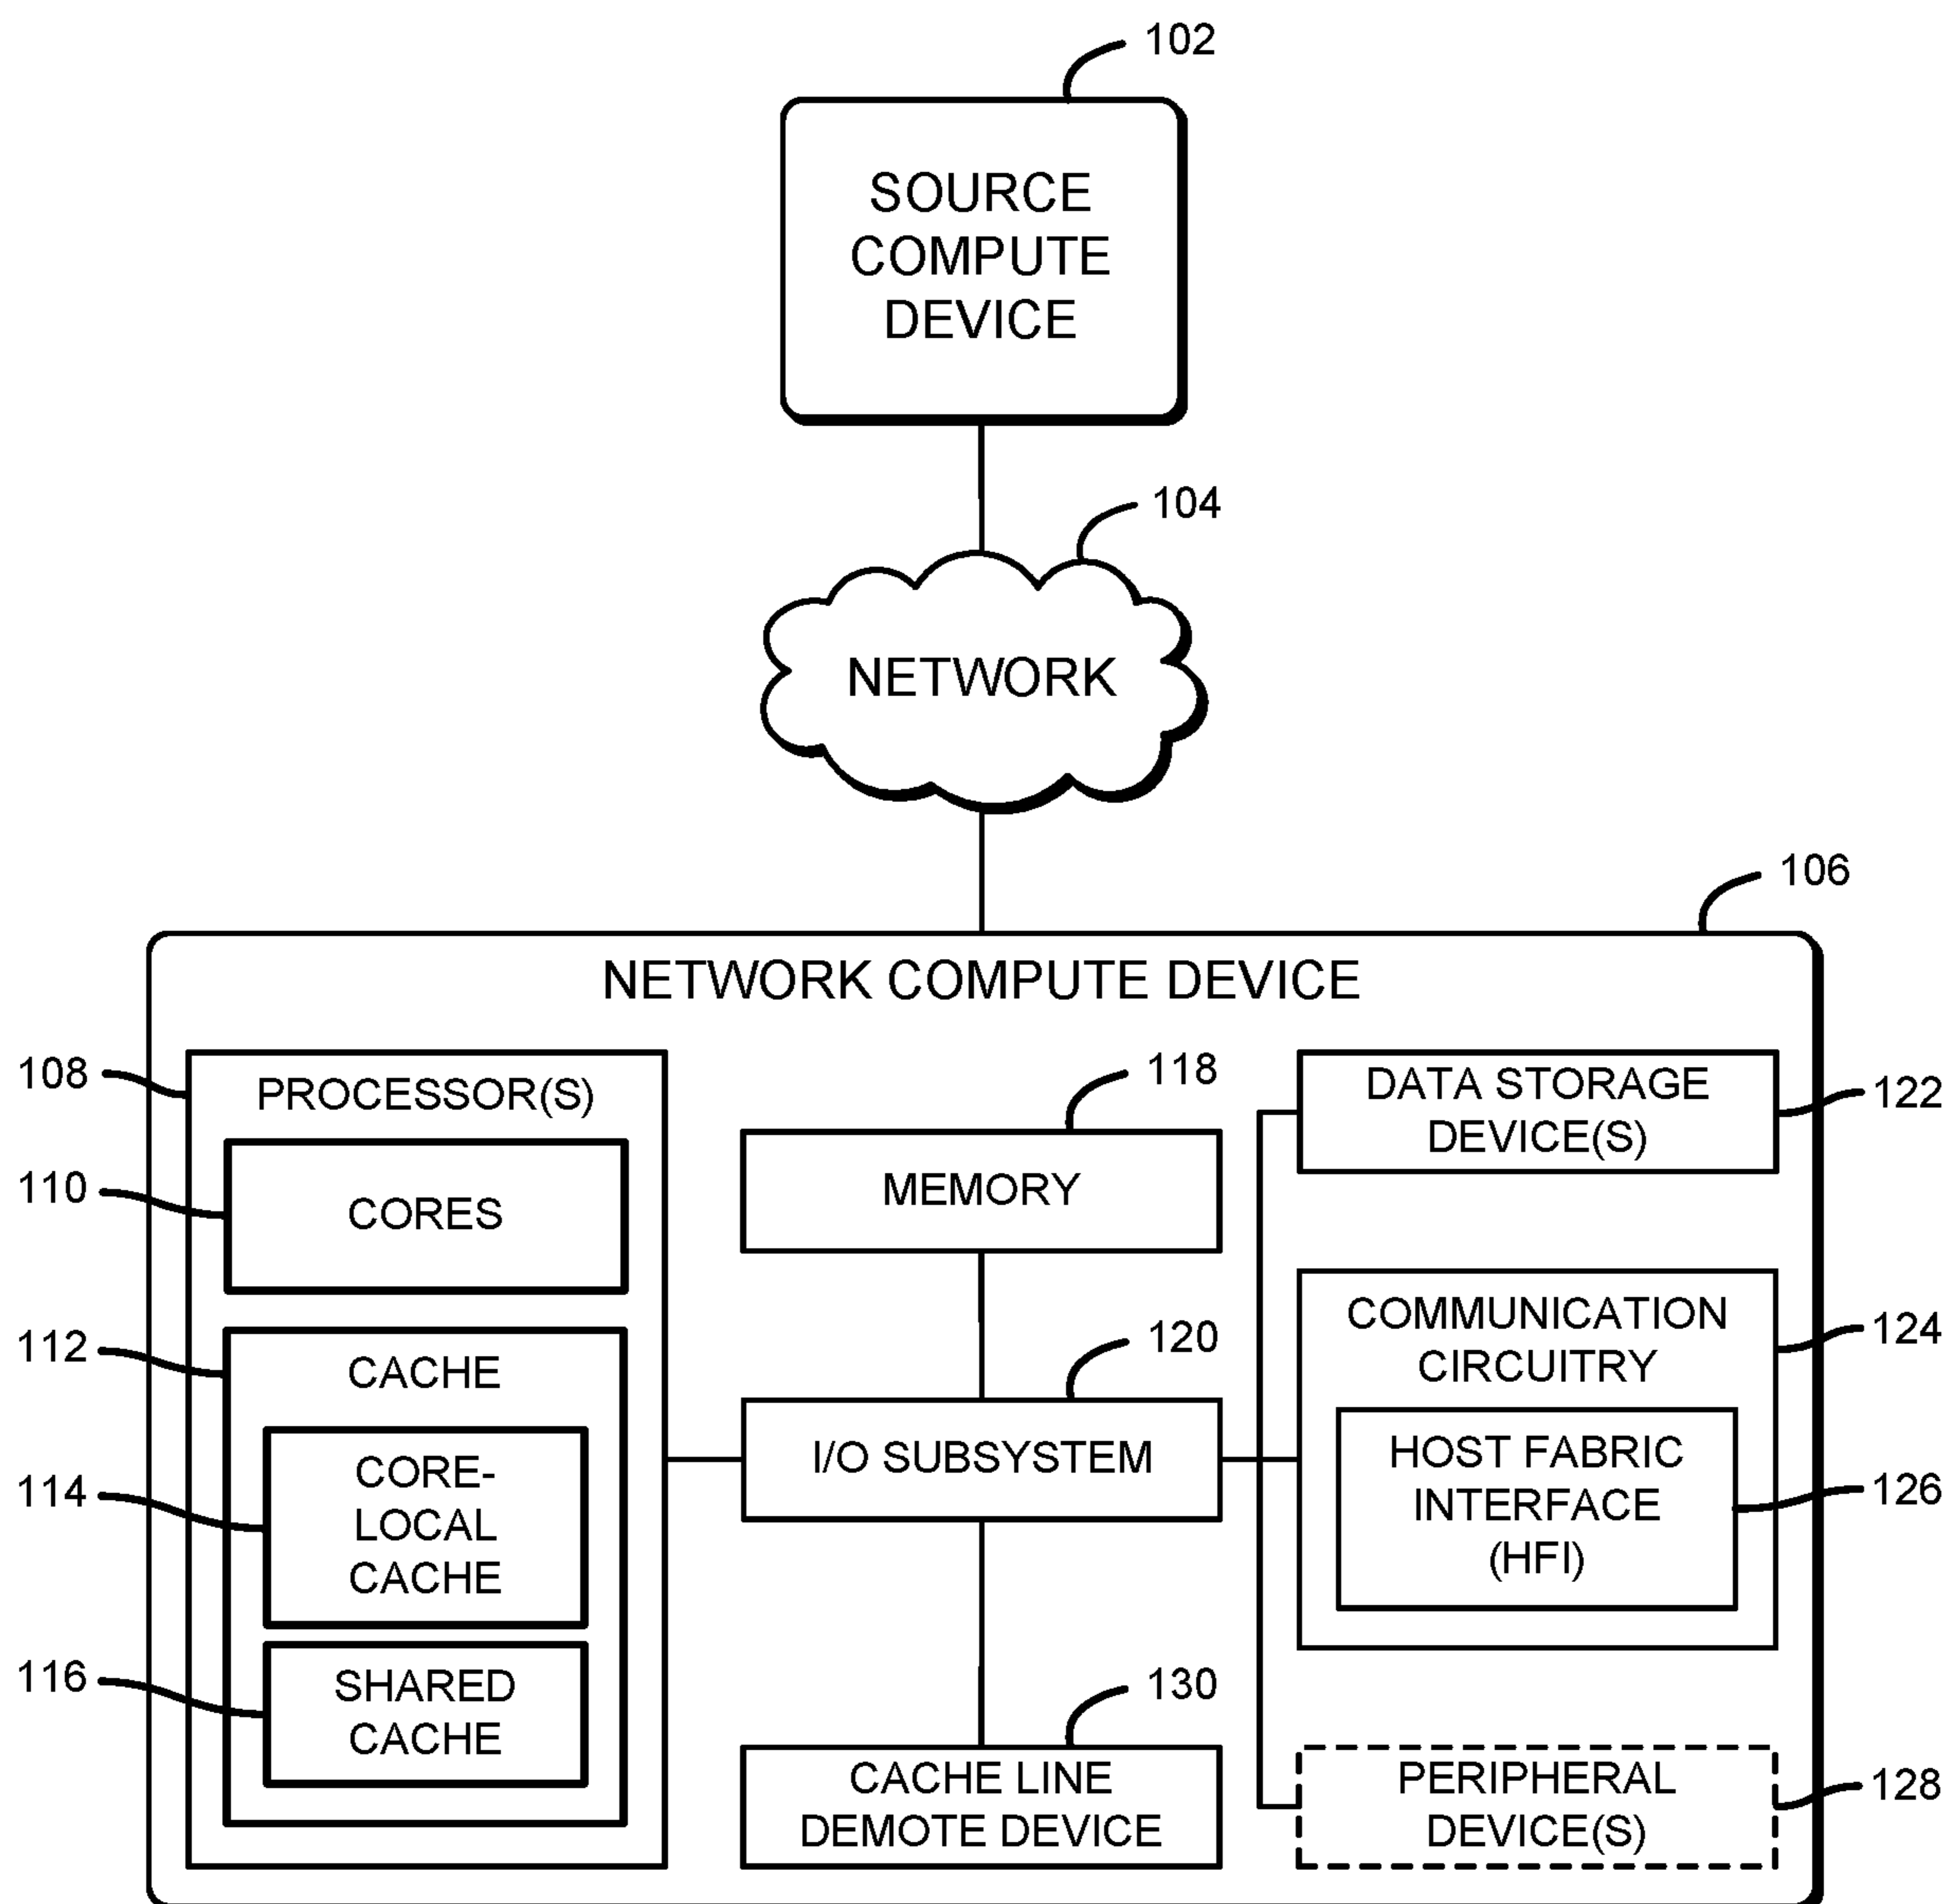 102
SOURCE
COMPUTE
DEVICE
104
NETWORK
106
NETWORK COMPUTE DEVICE
108
PROCESSOR(S)
110
CORES
112
CACHE
114
CORE-
LOCAL
CACHE
116
SHARED
CACHE
118
MEMORY
120
I/O SUBSYSTEM
130
CACHE LINE
DEMOTE DEVICE
DATA STORAGE
DEVICE(S)
122
COMMUNICATION
CIRCUITRY
124
HOST FABRIC
INTERFACE
(HFI)
126
PERIPHERAL
DEVICE(S)
128